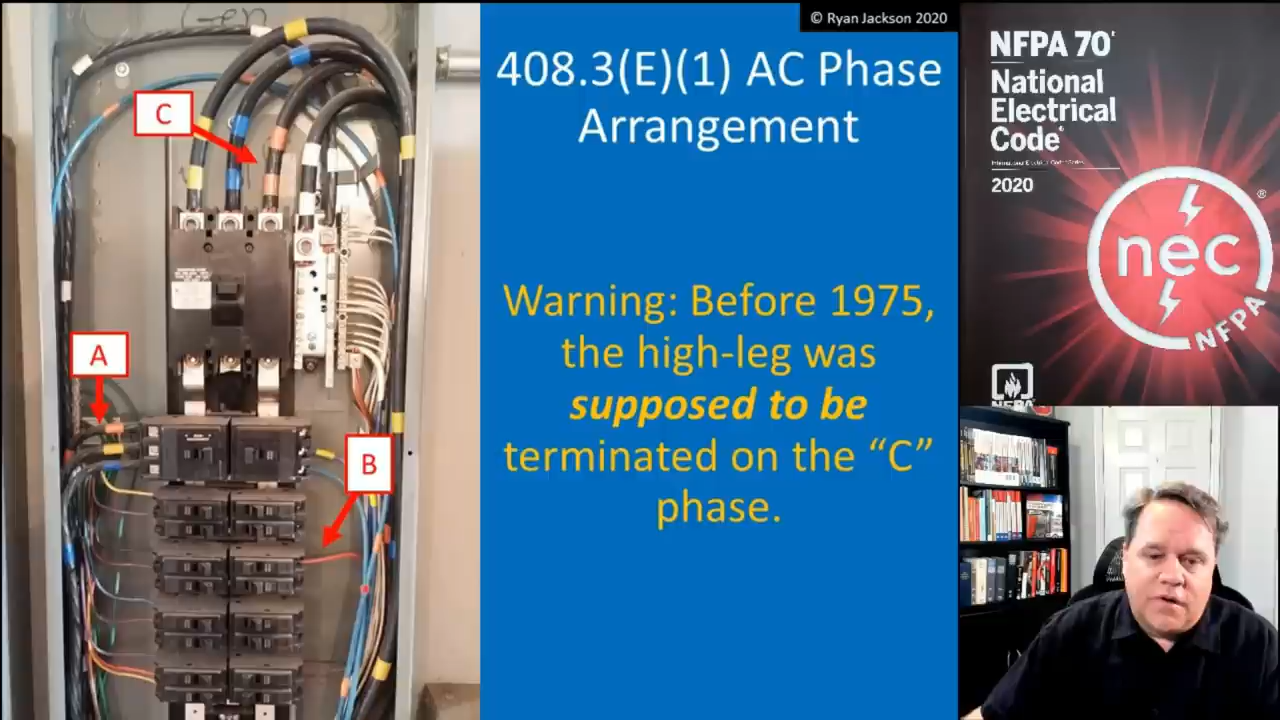 © Ryan Jackson 2020
408.3(E)(1) AC Phase
Arrangement
Warning: Before 1975,
the high-leg was
supposed to be
terminated on the “C”
phase.
C
A
B
NFPA 70®
National
Electrical
Code®
2020
nec®
NFPA
NFPA